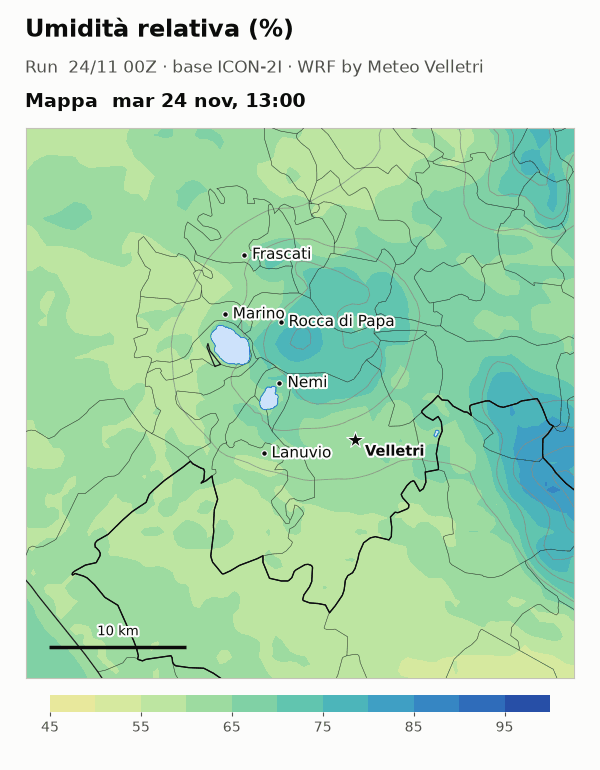 Umidità relativa (%)
Run  24/11 00Z · base ICON-2I · WRF by Meteo Velletri
Mappa  mar 24 nov, 13:00
Frascati
Marino
Rocca di Papa
Nemi
Velletri
Lanuvio
10 km
45 55 65 75 85 95